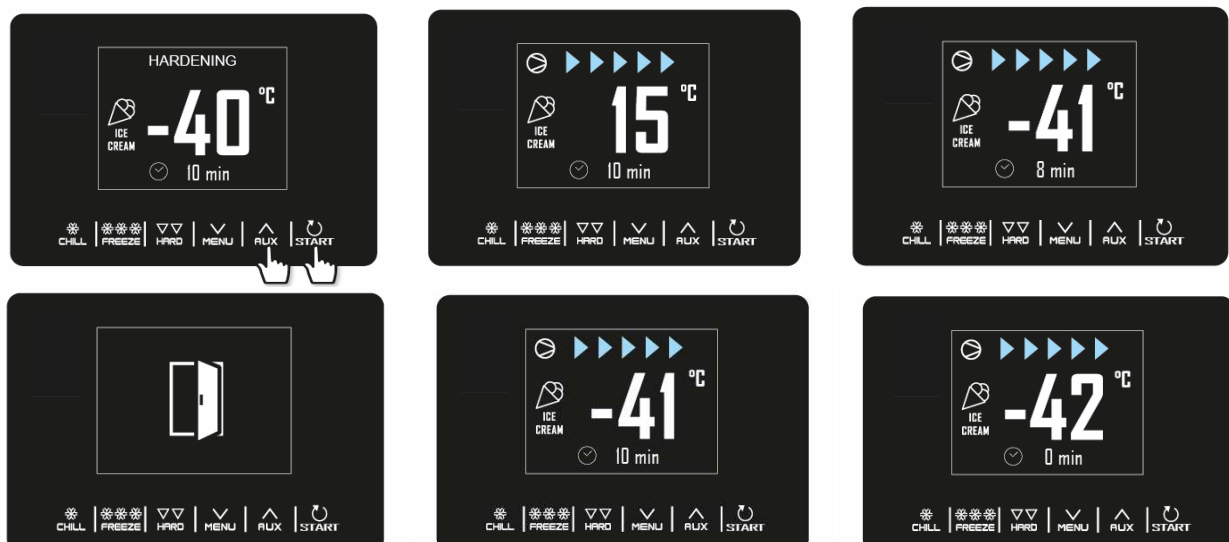 HARDENING
-40 °C
ICE
CREAM
10 min
CHILL FREEZE HARD MENU AUX START
15 °C
ICE
CREAM
10 min
CHILL FREEZE HARD MENU AUX START
-41 °C
ICE
CREAM
8 min
CHILL FREEZE HARD MENU AUX START
CHILL FREEZE HARD MENU AUX START
-41 °C
ICE
CREAM
10 min
CHILL FREEZE HARD MENU AUX START
-42 °C
ICE
CREAM
0 min
CHILL FREEZE HARD MENU AUX START